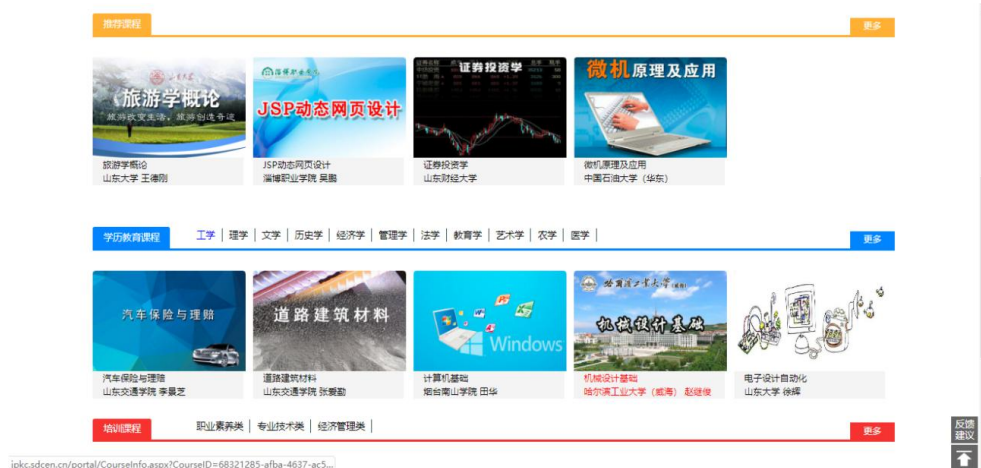 推荐课程
更多
旅游学概论
旅游改变生活，旅游创造奇迹
JSP动态网页设计
证券投资学
微机原理及应用
旅游学概论
山东大学 王德刚
JSP动态网页设计
淄博职业学院 吴鹏
证券投资学
山东财经大学
微机原理及应用
中国石油大学（华东）
学历教育课程
工学 | 理学 | 文学 | 历史学 | 经济学 | 管理学 | 法学 | 教育学 | 艺术学 | 农学 | 医学 |
更多
汽车保险与理赔
道路建筑材料
Windows
哈尔滨工业大学(威海)
机械设计基础
汽车保险与理赔
山东交通学院 李景芝
道路建筑材料
山东交通学院 张爱勤
计算机基础
烟台南山学院 田华
机械设计基础
哈尔滨工业大学（威海） 赵继俊
电子设计自动化
山东大学 徐辉
培训课程
职业素养类 | 专业技术类 | 经济管理类 |
更多
反馈
建议
jpkc.sdcen.cn/portal/CourseInfo.aspx?CourseID=68321285-afba-4637-ac5...